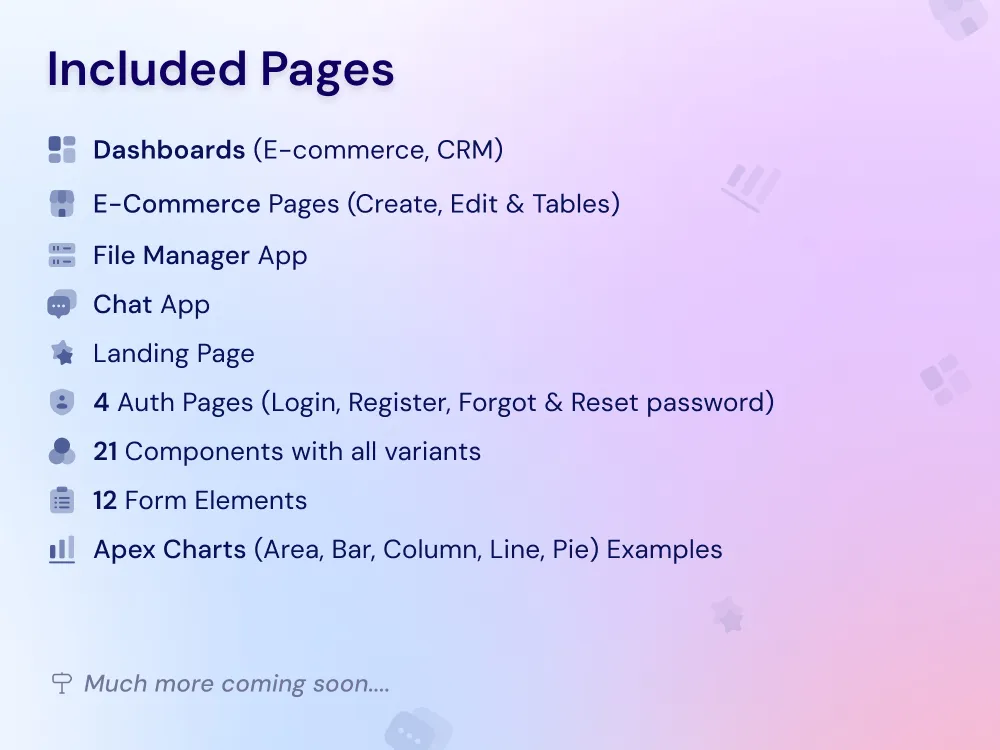 Included Pages
Dashboards (E-commerce, CRM)
E-Commerce Pages (Create, Edit & Tables)
File Manager App
Chat App
Landing Page
4 Auth Pages (Login, Register, Forgot & Reset password)
21 Components with all variants
12 Form Elements
Apex Charts (Area, Bar, Column, Line, Pie) Examples
Much more coming soon....